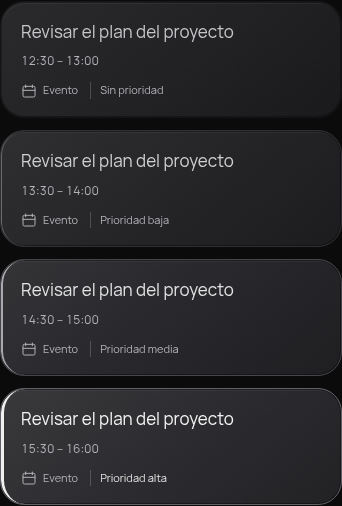 Revisar el plan del proyecto
12:30 – 13:00
Evento | Sin prioridad
Revisar el plan del proyecto
13:30 – 14:00
Evento | Prioridad baja
Revisar el plan del proyecto
14:30 – 15:00
Evento | Prioridad media
Revisar el plan del proyecto
15:30 – 16:00
Evento | Prioridad alta